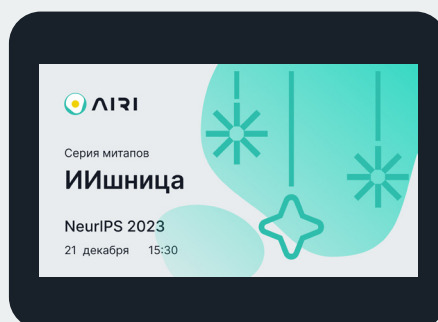 AIRI
Серия митапов
ИИшница
NeurIPS 2023
21 декабря 15:30